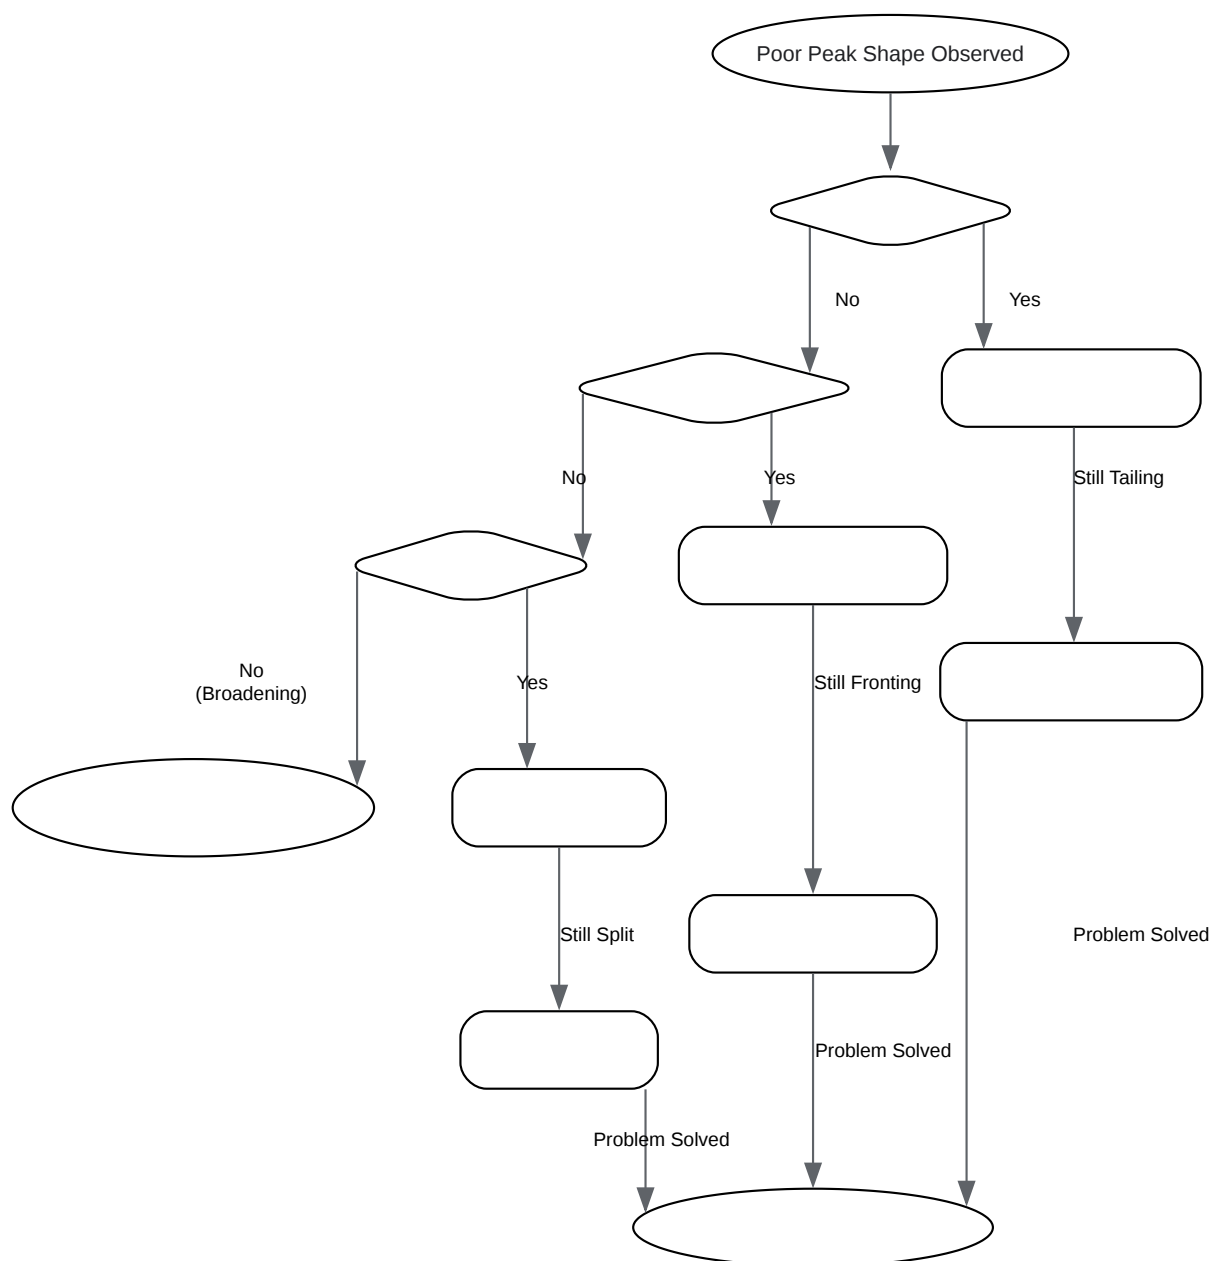 Poor Peak Shape Observed
No
Yes
No
Yes
Still Tailing
No
(Broadening)
Yes
Still Fronting
Still Split
Problem Solved
Problem Solved
Problem Solved